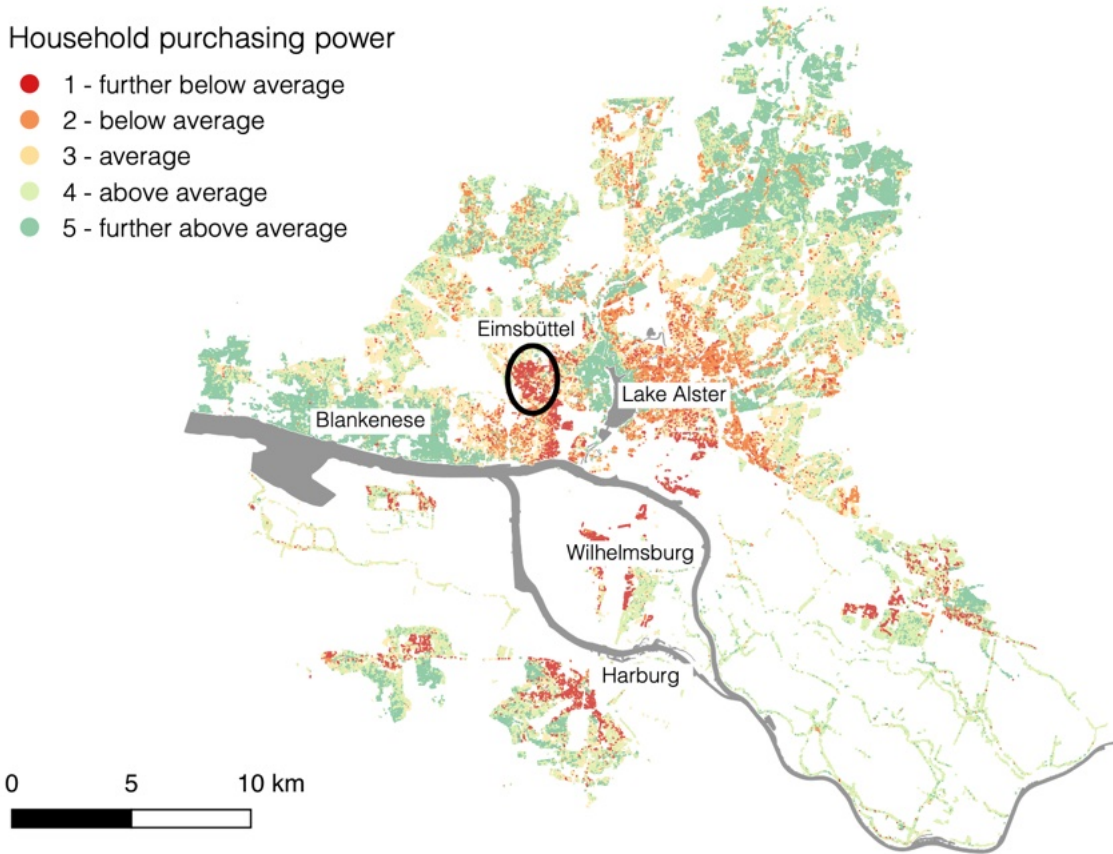 Household purchasing power
1 - further below average
2 - below average
3 - average
4 - above average
5 - further above average
Eimsbüttel
Lake Alster
Blankenese
Wilhelmsburg
Harburg
0 5 10 km